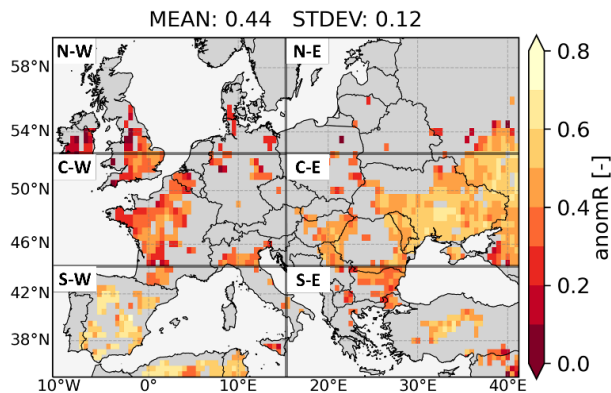 MEAN: 0.44 STDEV: 0.12
N-W N-E
58°N
54°N
C-W C-E
50°N
46°N
S-W S-E
42°N
38°N
10°W 0°E 10°E 20°E 30°E 40°E
0.8
0.6
0.4
0.2
0.0
anomR [-]